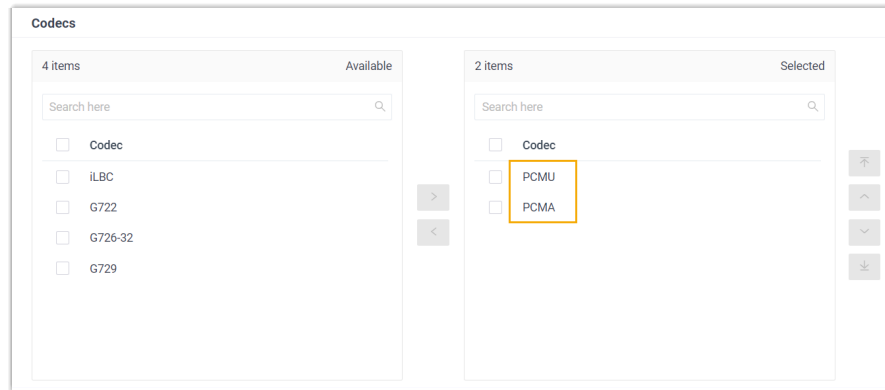 Codecs
4 items Available
Search here
Codec
iLBC
G722
G726-32
G729
2 items Selected
Search here
Codec
PCMU
PCMA